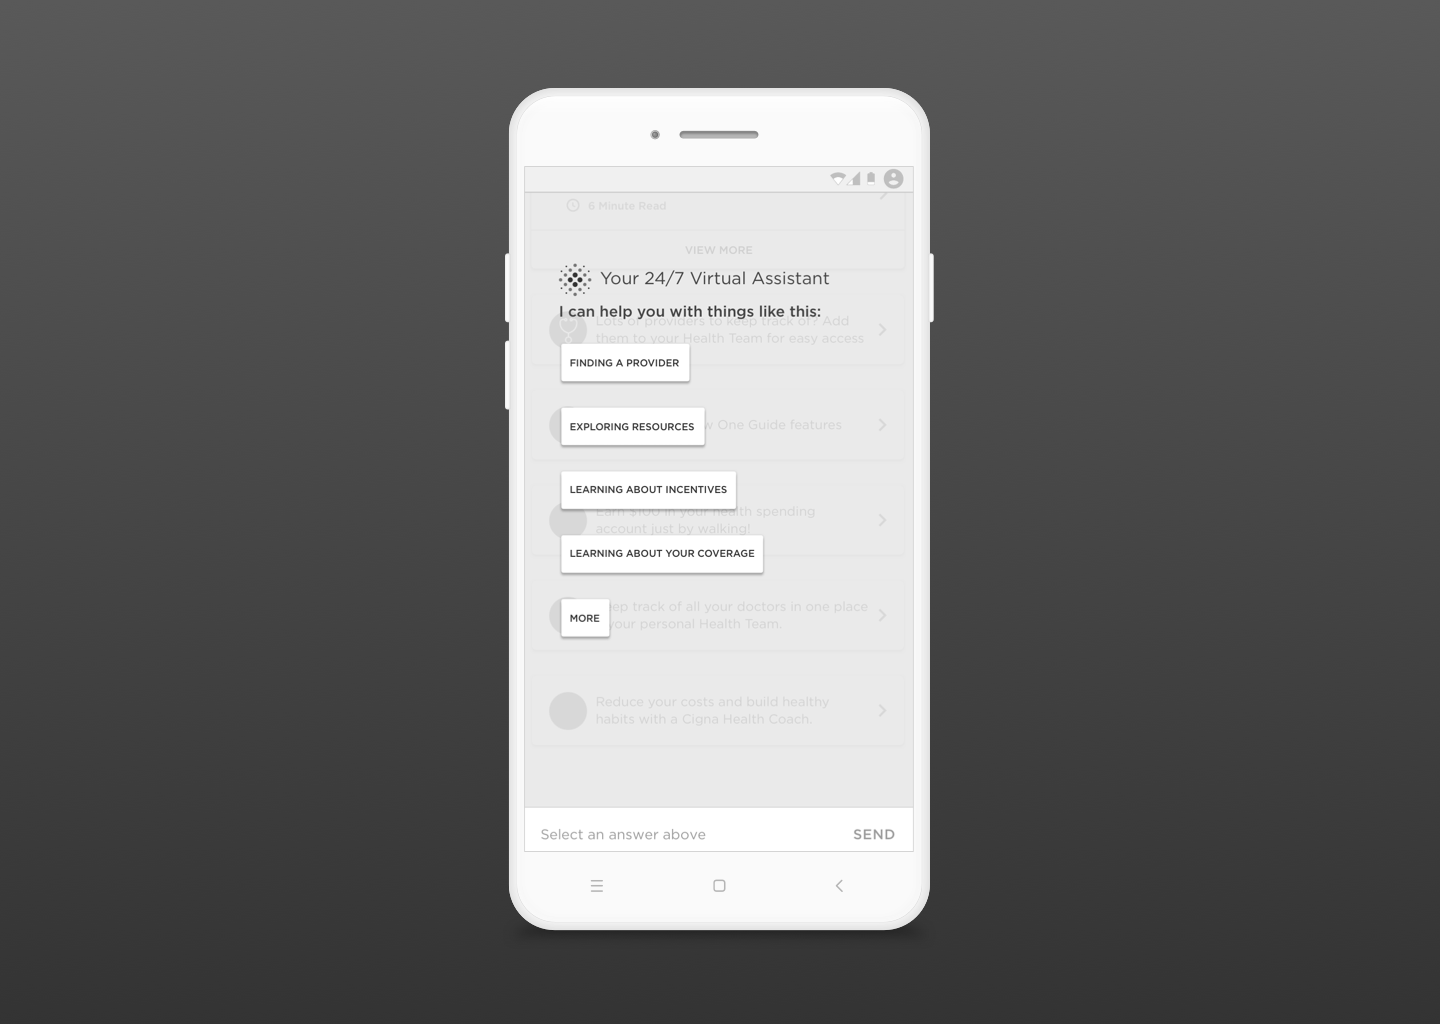 6 Minute Read
VIEW MORE
Your 24/7 Virtual Assistant
I can help you with things like this:
Lots of providers to keep track of? Add
them to your Health Team for easy access
FINDING A PROVIDER
EXPLORING RESOURCES
One Guide features
LEARNING ABOUT INCENTIVES
Earn $100 in your health spending
account just by walking!
LEARNING ABOUT YOUR COVERAGE
track of all your doctors in one place
MORE
your personal Health Team.
Reduce your costs and build healthy
habits with a Cigna Health Coach.
Select an answer above
SEND